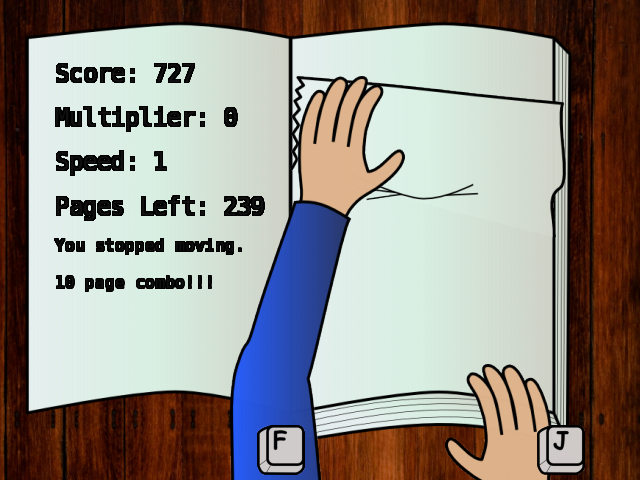 Score: 727
Multiplier: 0
Speed: 1
Pages Left: 239
You stopped moving.
10 page combo!!!
F
J